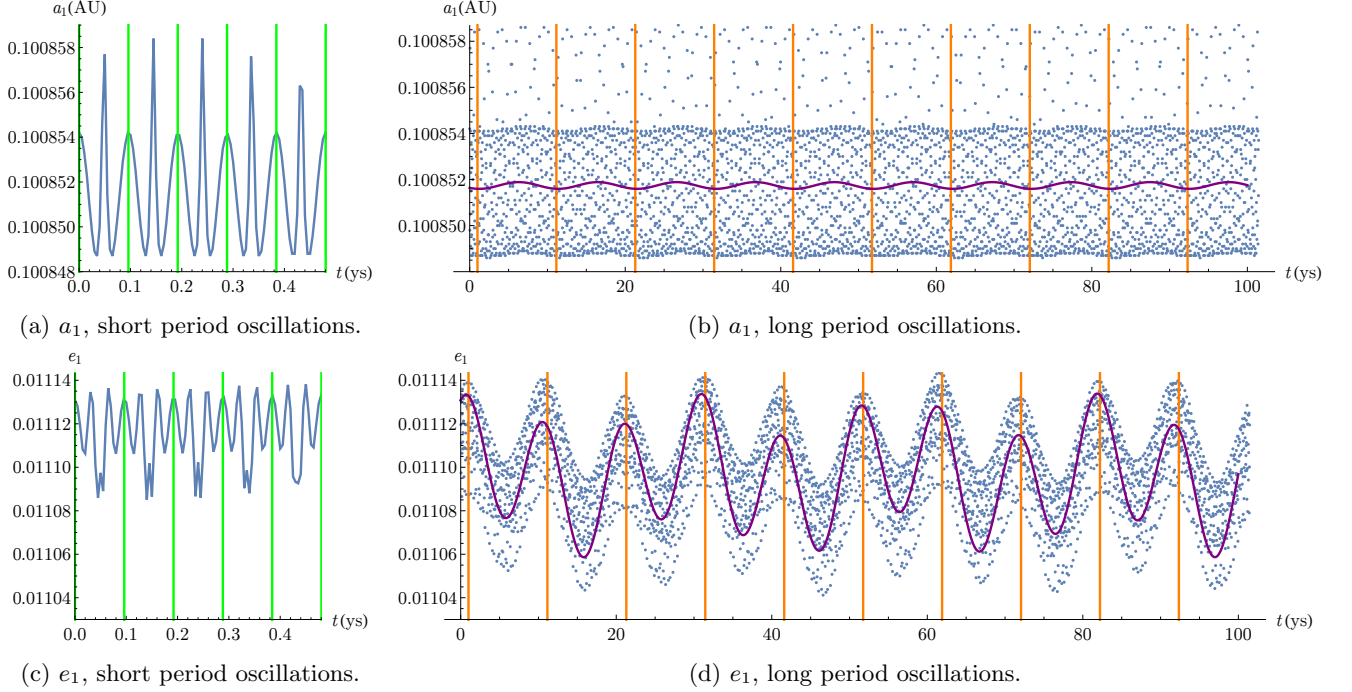 a₁(AU)
0.100858
0.100856
0.100854
0.100852
0.100850
0.100848
0.1 0.2 0.3 0.4
t(ys)
(a) a₁, short period oscillations.
a₁(AU)
0.100858
0.100856
0.100854
0.100852
0.100850
0 20 40 60 80 100
t(ys)
(b) a₁, long period oscillations.
e₁
0.01114
0.01112
0.01110
0.01108
0.01106
0.01104
0.0 0.1 0.2 0.3 0.4
t(ys)
(c) e₁, short period oscillations.
e₁
0.01114
0.01112
0.01110
0.01108
0.01106
0.01104
0 20 40 60 80 100
t(ys)
(d) e₁, long period oscillations.